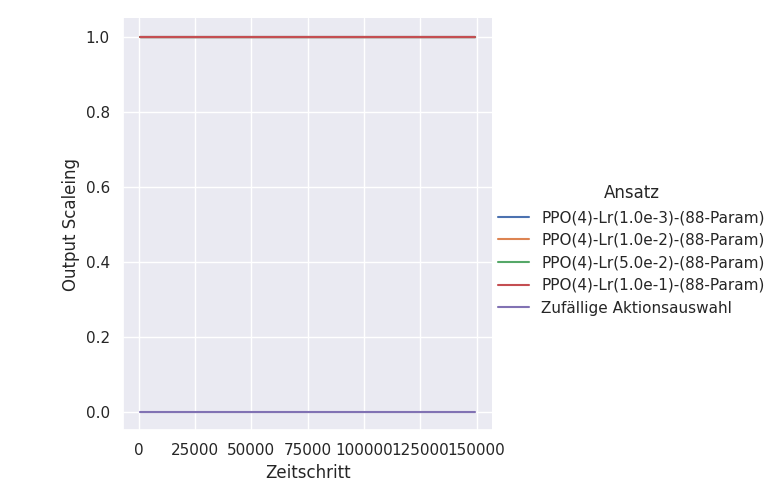 1.0
0.8
0.6
0.4
0.2
0.0
Output Scaleing
0 25000 50000 75000 100000 125000 150000
Zeitschritt
Ansatz
PPO(4)-Lr(1.0e-3)-(88-Param)
PPO(4)-Lr(1.0e-2)-(88-Param)
PPO(4)-Lr(5.0e-2)-(88-Param)
PPO(4)-Lr(1.0e-1)-(88-Param)
Zufällige Aktionsauswahl